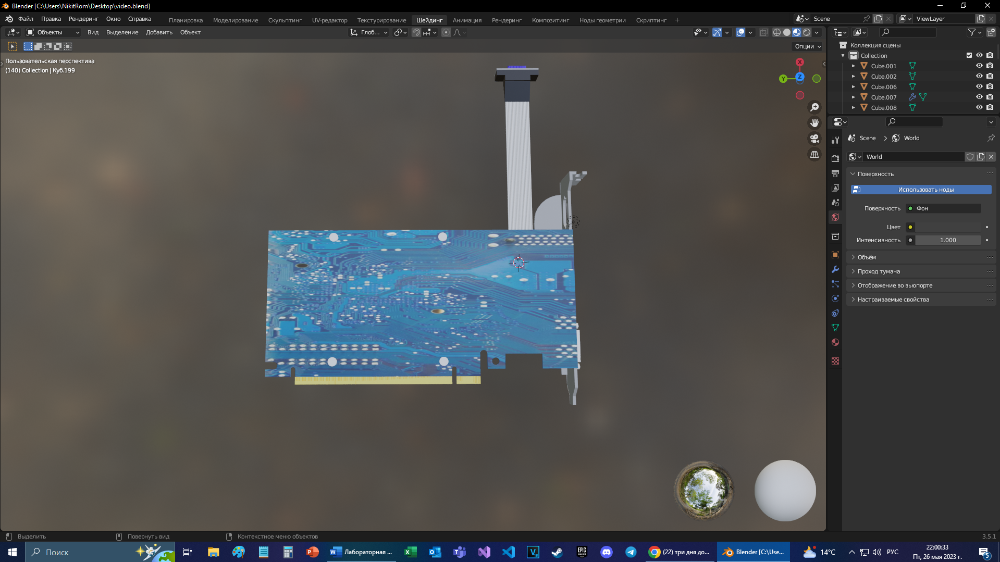 Blender [C:\Users\NikitRom\Desktop\video.blend]
Файл Правка Рендеринг Окно Справка
Планировка Моделирование Скульптинг UV-редактор Текстурирование Шейдинг Анимация Рендеринг Композитинг Ноды геометрии Скриптинг +
Scene
ViewLayer
Объекты Вид Выделение Добавить Объект
Глоб...
Опции
Пользовательская перспектива
(140) Collection | Куб.199
X
Y
Z
Коллекция сцены
Collection
Cube.001
Cube.002
Cube.006
Cube.007
Cube.008
Scene > World
World
Поверхность
Использовать ноды
Поверхность Фон
Цвет
Интенсивность 1.000
Объём
Проход тумана
Отображение во вьюпорте
Настраиваемые свойства
Выделить Повернуть вид Контекстное меню объектов
3.5.1
Поиск
Лабораторная ...
EPIC GAMES
(22) три дня до...
Blender [C:\Use...
14°C
РУС
22:00:33
Пт, 26 мая 2023 г.
5